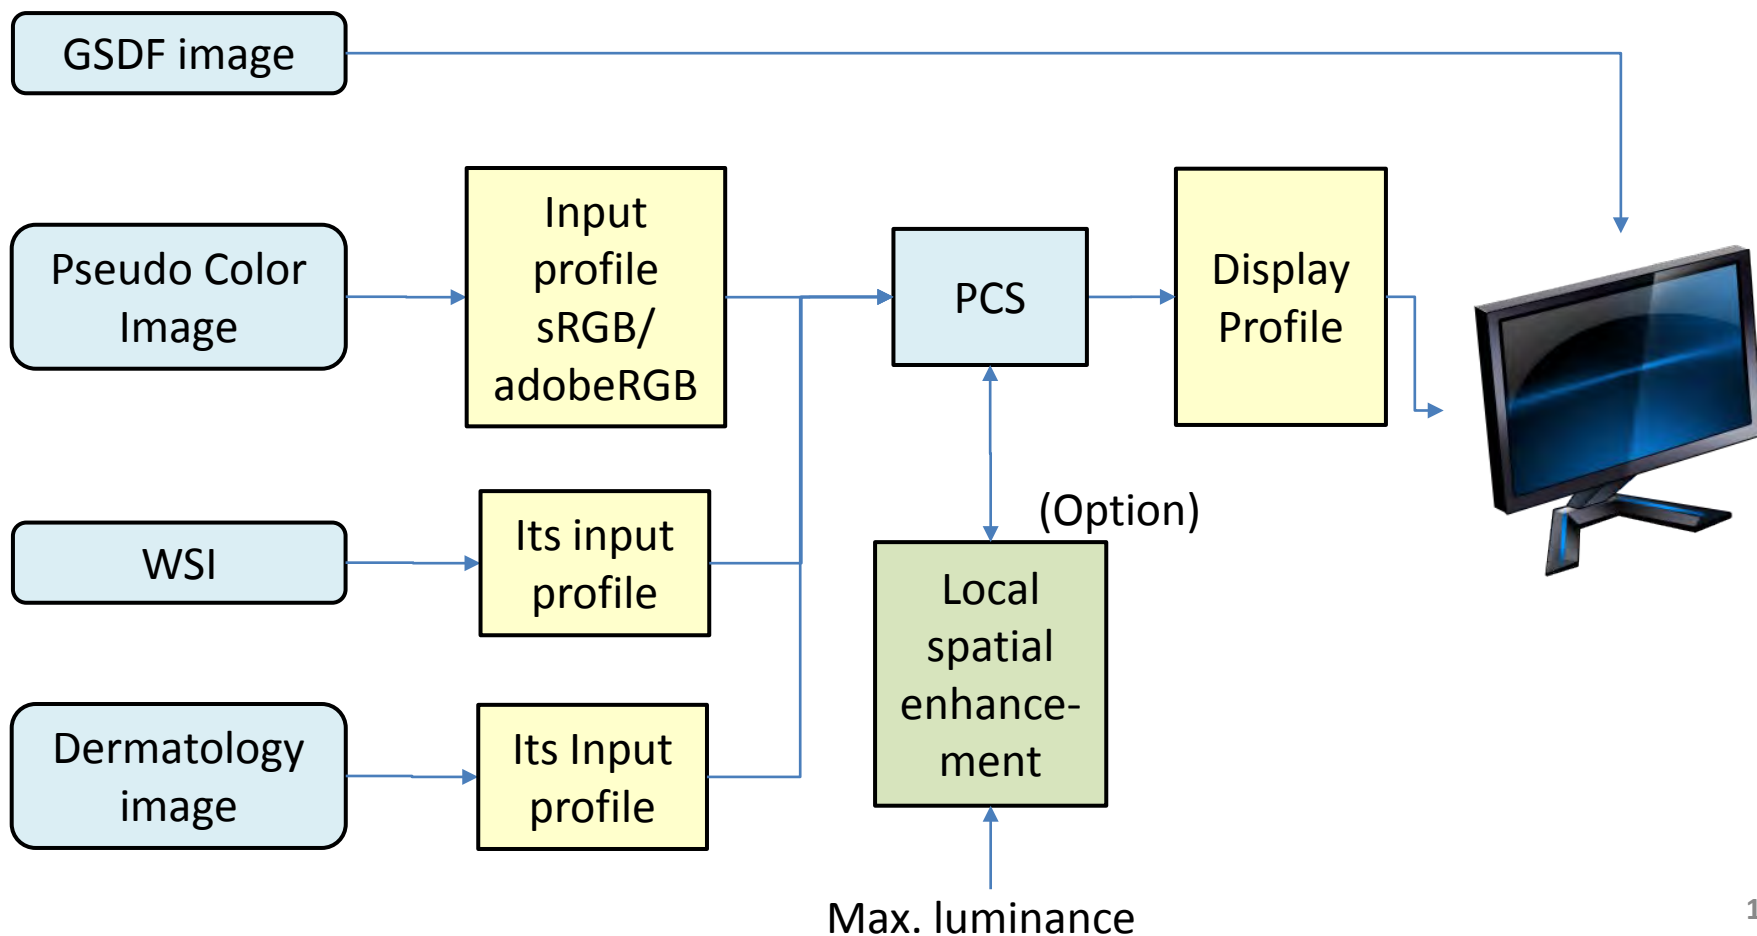 GSDF image
Pseudo Color
Image
Input
profile
sRGB/
adobeRGB
PCS
Display
Profile
WSI
Its input
profile
(Option)
Local
spatial
enhance-
ment
Dermatology
image
Its Input
profile
Max. luminance
1